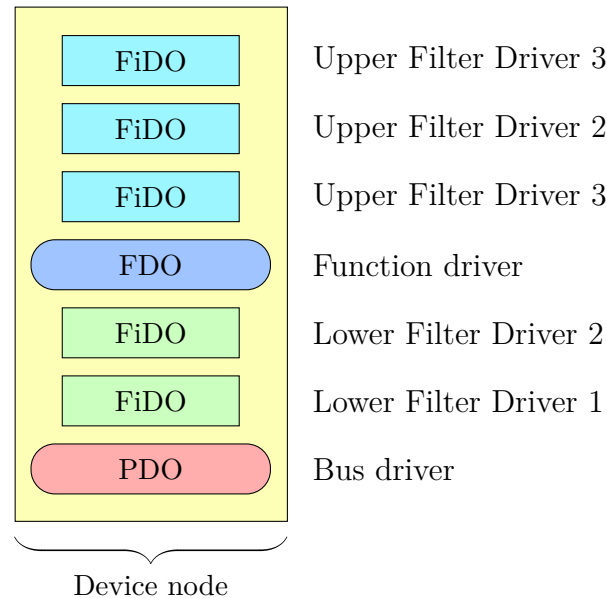 FiDO Upper Filter Driver 3
FiDO Upper Filter Driver 2
FiDO Upper Filter Driver 3
FDO Function driver
FiDO Lower Filter Driver 2
FiDO Lower Filter Driver 1
PDO Bus driver
Device node